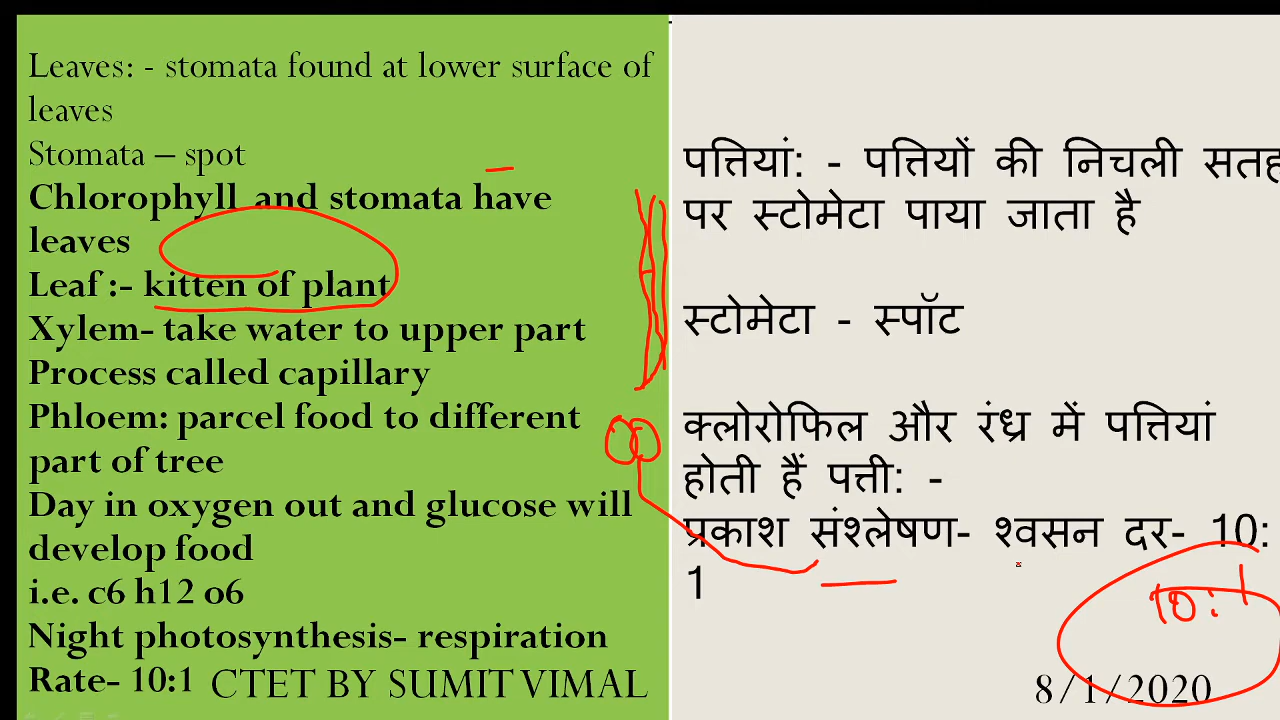 Leaves: - stomata found at lower surface of
leaves
Stomata – spot
Chlorophyll and stomata have
leaves
Leaf :- kitten of plant
Xylem- take water to upper part
Process called capillary
Phloem: parcel food to different
part of tree
Day in oxygen out and glucose will
develop food
i.e. c6 h12 o6
Night photosynthesis- respiration
Rate- 10:1
CTET BY SUMIT VIMAL
पत्तियां: - पत्तियों की निचली सतह
पर स्टोमेटा पाया जाता है
स्टोमेटा - स्पॉट
क्लोरोफिल और रंध्र में पत्तियां
होती हैं पत्ती: -
प्रकाश संश्लेषण- श्वसन दर- 10:
1
10:1
8/1/2020